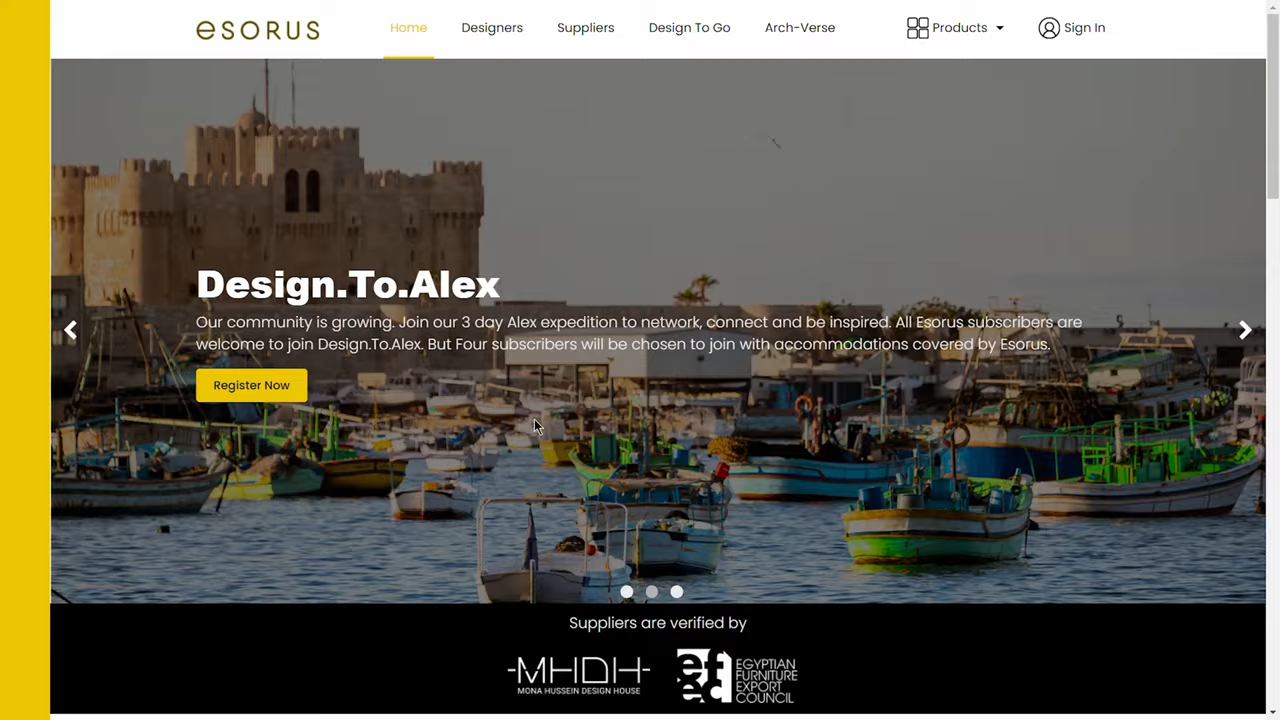 esorus
Home
Designers
Suppliers
Design To Go
Arch-Verse
Products
Sign In
Design.To.Alex
Our community is growing. Join our 3 day Alex expedition to network, connect and be inspired. All Esorus subscribers are
welcome to join Design.To.Alex. But Four subscribers will be chosen to join with accommodations covered by Esorus.
Register Now
Suppliers are verified by
-MHDH-
MONA HUSSEIN DESIGN HOUSE
efec
EGYPTIAN
FURNITURE
EXPORT
COUNCIL